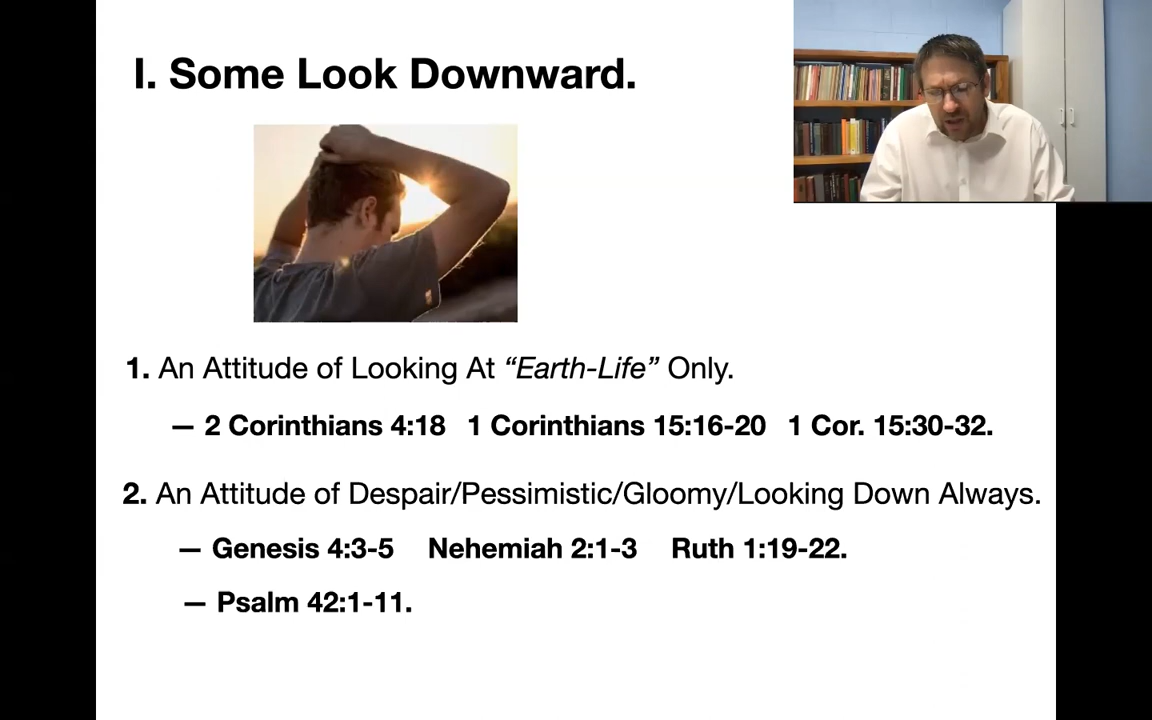 I. Some Look Downward.
1. An Attitude of Looking At “Earth-Life” Only.
— 2 Corinthians 4:18 1 Corinthians 15:16-20 1 Cor. 15:30-32.
2. An Attitude of Despair/Pessimistic/Gloomy/Looking Down Always.
— Genesis 4:3-5 Nehemiah 2:1-3 Ruth 1:19-22.
— Psalm 42:1-11.